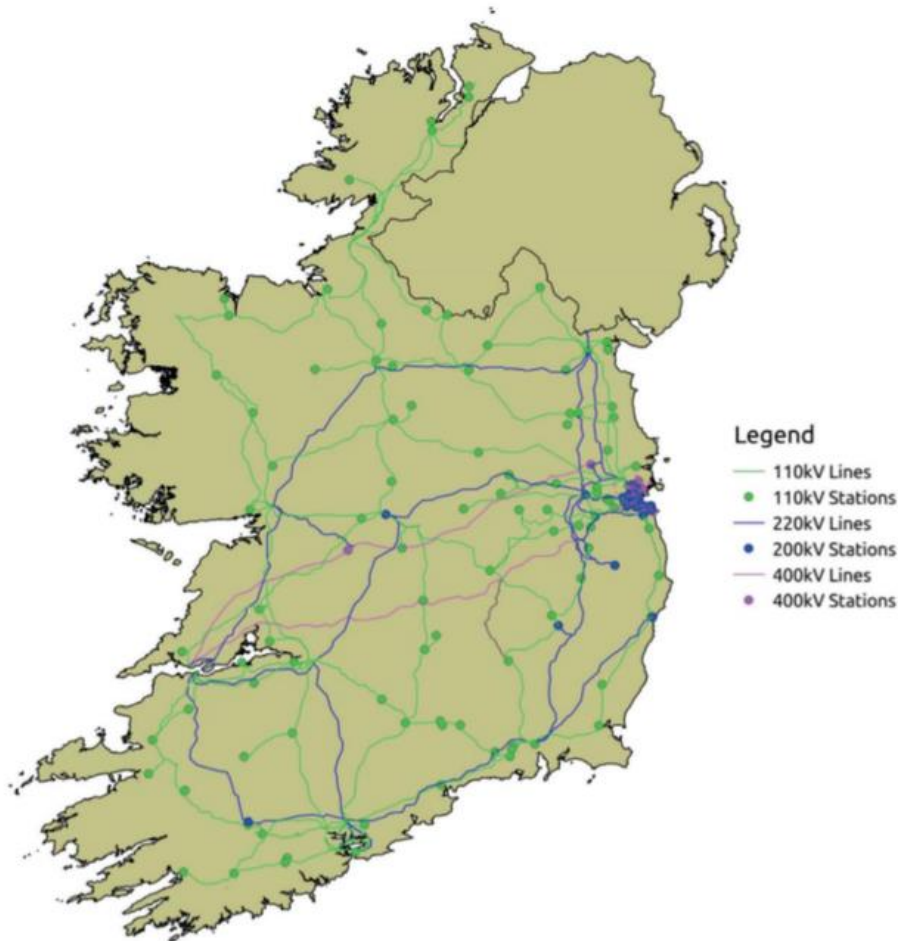 Legend
110kV Lines
110kV Stations
220kV Lines
200kV Stations
400kV Lines
400kV Stations